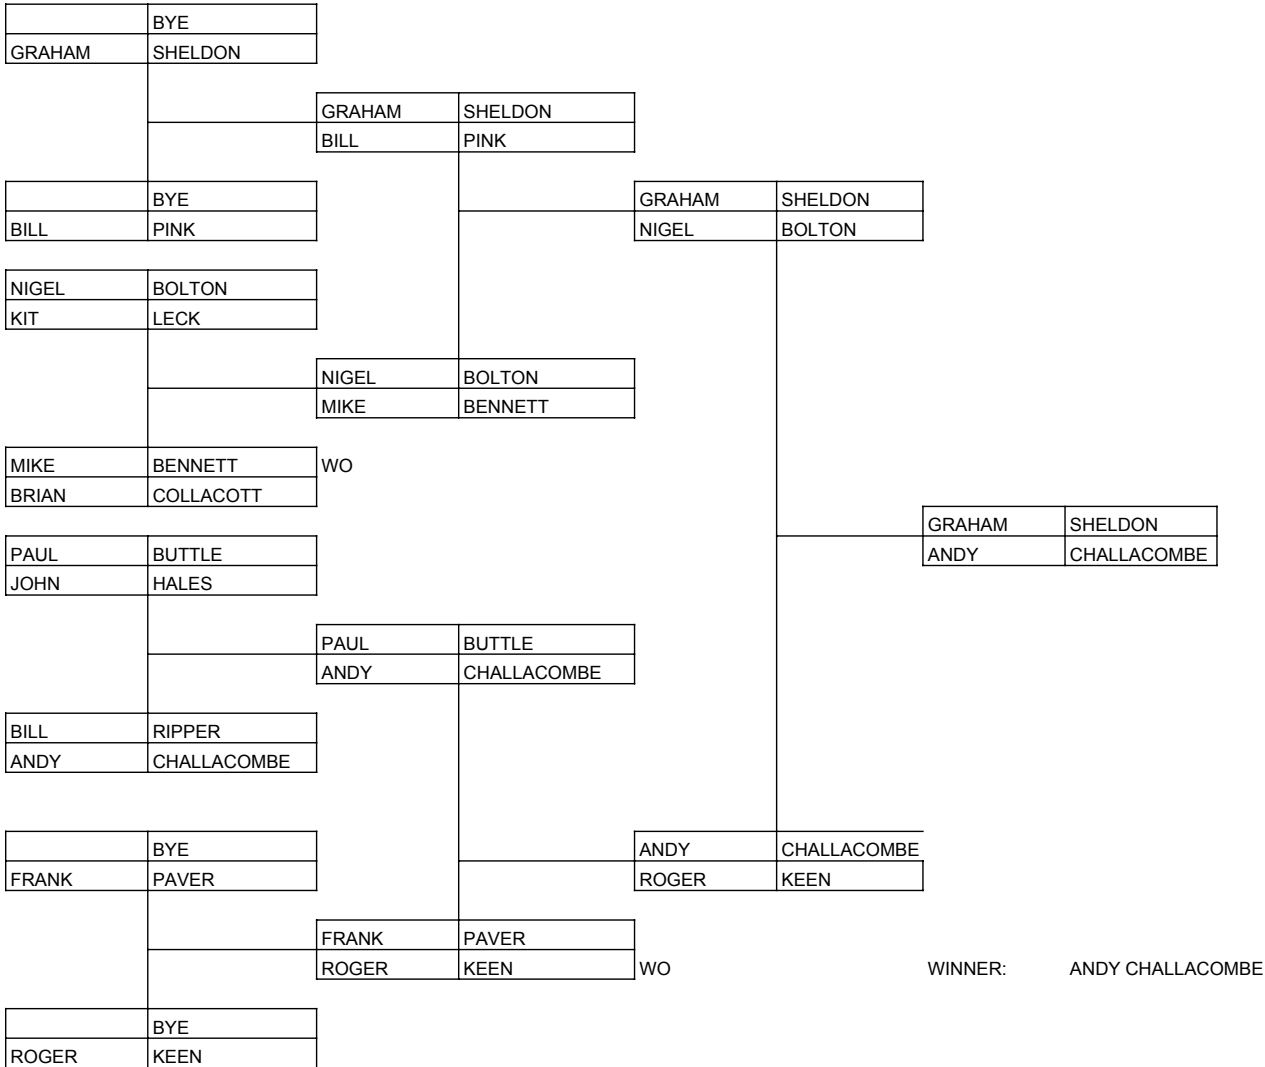 BYE
GRAHAM SHELDON
GRAHAM SHELDON
BILL PINK
BYE
GRAHAM SHELDON
BILL PINK
NIGEL BOLTON
NIGEL BOLTON
KIT LECK
NIGEL BOLTON
MIKE BENNETT
MIKE BENNETT WO
BRIAN COLLACOTT
GRAHAM SHELDON
PAUL BUTTLE
ANDY CHALLACOMBE
JOHN HALES
PAUL BUTTLE
ANDY CHALLACOMBE
BILL RIPPER
ANDY CHALLACOMBE
BYE
ANDY CHALLACOMBE
FRANK PAVER
ROGER KEEN
FRANK PAVER
ROGER KEEN WO
WINNER: ANDY CHALLACOMBE
BYE
ROGER KEEN